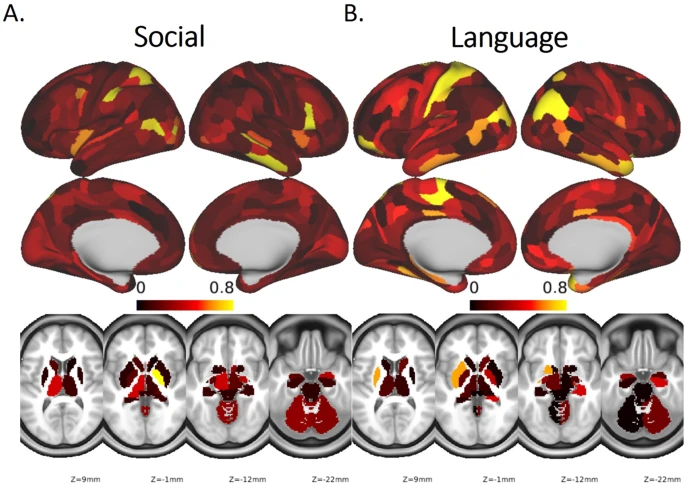 A.
Social
B.
Language
0
0.8
0
0.8
Z=9mm
Z=-1mm
Z=-12mm
Z=-22mm
Z=9mm
Z=-1mm
Z=-12mm
Z=-22mm